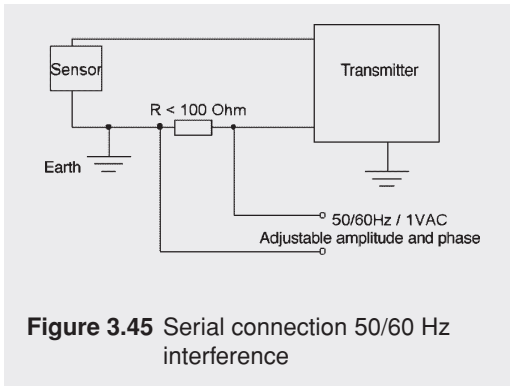 Sensor
Transmitter
R < 100 Ohm
Earth
50/60Hz / 1VAC
Adjustable amplitude and phase
Figure 3.45 Serial connection 50/60 Hz
interference